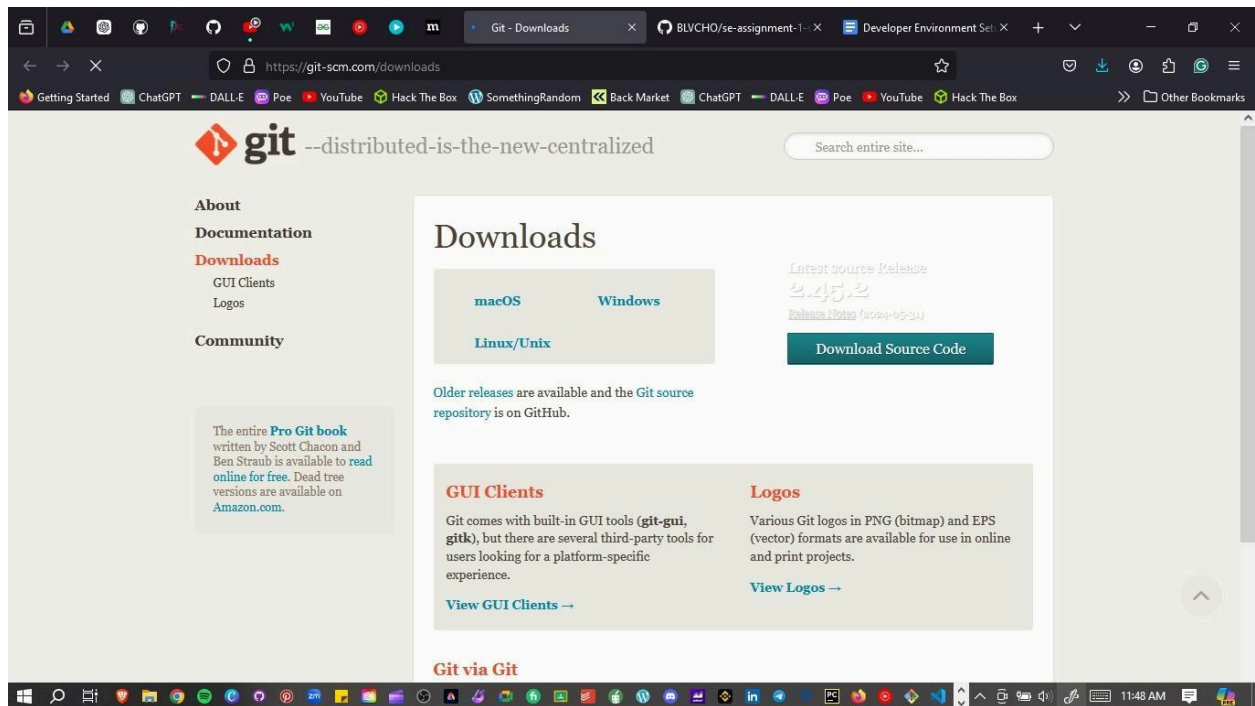 m
Git - Downloads
BLVCHO/se-assignment-1-
Developer Environment Set
https://git-scm.com/downloads
Getting Started
ChatGPT
DALL·E
Poe
YouTube
Hack The Box
SomethingRandom
Back Market
ChatGPT
DALL·E
Poe
YouTube
Hack The Box
Other Bookmarks
git --distributed-is-the-new-centralized
Search entire site...
About
Documentation
Downloads
GUI Clients
Logos
Community
The entire Pro Git book
written by Scott Chacon and
Ben Straub is available to read
online for free. Dead tree
versions are available on
Amazon.com.
Downloads
macOS
Windows
Linux/Unix
Latest source Release
2.45.2
Release Notes (2024-05-31)
Download Source Code
Older releases are available and the Git source
repository is on GitHub.
GUI Clients
Git comes with built-in GUI tools (git-gui,
gitk), but there are several third-party tools for
users looking for a platform-specific
experience.
View GUI Clients →
Logos
Various Git logos in PNG (bitmap) and EPS
(vector) formats are available for use in online
and print projects.
View Logos →
Git via Git
11:48 AM